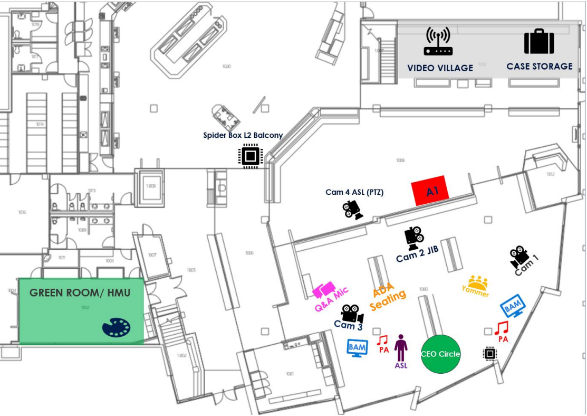 VIDEO VILLAGE
CASE STORAGE
Spider Box L2 Balcony
Cam 4 ASL (PTZ)
A1
Cam 2 JIB
Cam 1
GREEN ROOM/ HMU
Q&A Mic
ADA
Seating
Yammer
Cam 3
BAM
PA
ASL
CEO Circle
BAM
PA